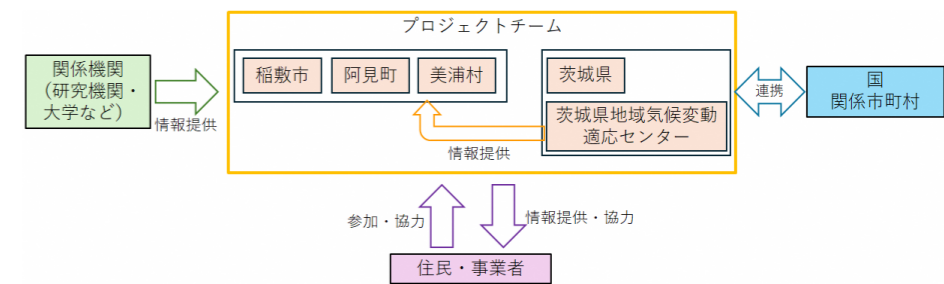 プロジェクトチーム
関係機関
(研究機関・
大学など)
情報提供
稲敷市
阿見町
美浦村
茨城県
茨城県地域気候変動
適応センター
情報提供
連携
国
関係市町村
参加・協力
情報提供・協力
住民・事業者